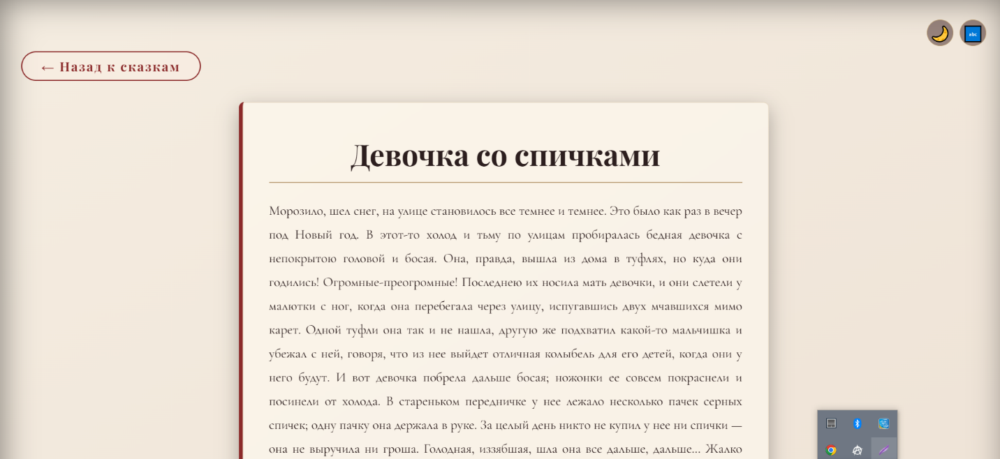 abc
← Назад к сказкам
Девочка со спичками
Морозило, шел снег, на улице становилось все темнее и темнее. Это было как раз в вечер
под Новый год. В этот-то холод и тьму по улицам пробиралась бедная девочка с
непокрытою головой и босая. Она, правда, вышла из дома в туфлях, но куда они
годились! Огромные-преогромные! Последнею их носила мать девочки, и они слетели у
малютки с ног, когда она перебегала через улицу, испугавшись двух мчавшихся мимо
карет. Одной туфли она так и не нашла, другую же подхватил какой-то мальчишка и
убежал с ней, говоря, что из нее выйдет отличная колыбель для его детей, когда они у
него будут. И вот девочка побрела дальше босая; ножонки ее совсем покраснели и
посинели от холода. В стареньком передничке у нее лежало несколько пачек серных
спичек; одну пачку она держала в руке. За целый день никто не купил у нее ни спички —
она не выручила ни гроша. Голодная, иззябшая, шла она все дальше, дальше... Жалко